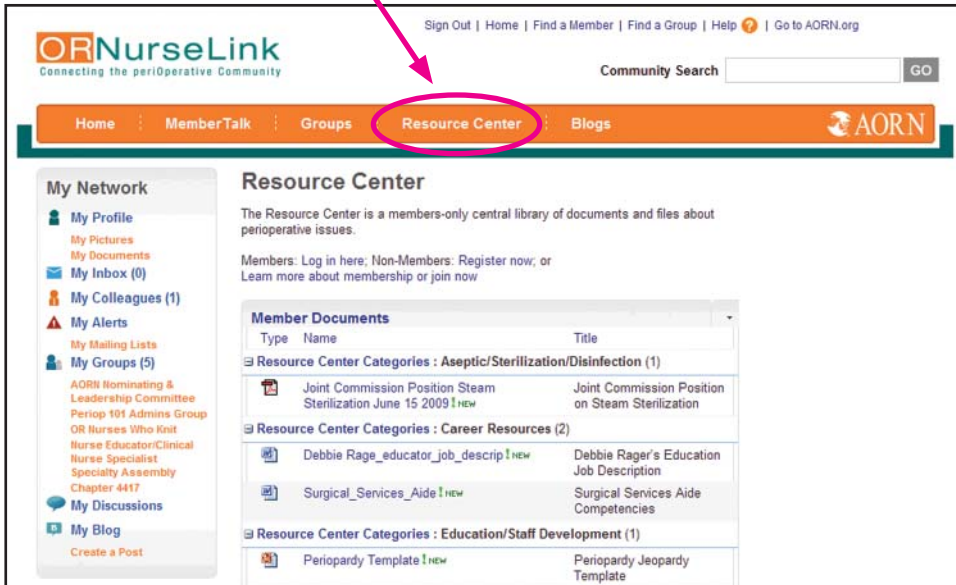 Sign Out | Home | Find a Member | Find a Group | Help ? | Go to AORN.org
ORNurseLink
Connecting the periOperative Community
Community Search GO
Home MemberTalk Groups Resource Center Blogs AORN
My Network
My Profile
My Pictures
My Documents
My Inbox (0)
My Colleagues (1)
My Alerts
My Mailing Lists
My Groups (5)
AORN Nominating &
Leadership Committee
Periop 101 Admins Group
OR Nurses Who Knit
Nurse Educator/Clinical
Nurse Specialist
Specialty Assembly
Chapter 4417
My Discussions
B My Blog
Create a Post
Resource Center
The Resource Center is a members-only central library of documents and files about
perioperative issues.
Members: Log in here; Non-Members: Register now; or
Learn more about membership or join now
Member Documents
Type Name Title
Resource Center Categories : Aseptic/Sterilization/Disinfection (1)
Joint Commission Position Steam Joint Commission Position
Sterilization June 15 2009 ! NEW on Steam Sterilization
Resource Center Categories : Career Resources (2)
Debbie Rage_educator_job_descrip ! NEW Debbie Rager's Education
Job Description
Surgical_Services_Aide ! NEW Surgical Services Aide
Competencies
Resource Center Categories : Education/Staff Development (1)
Periopardy Template ! NEW Periopardy Jeopardy
Template